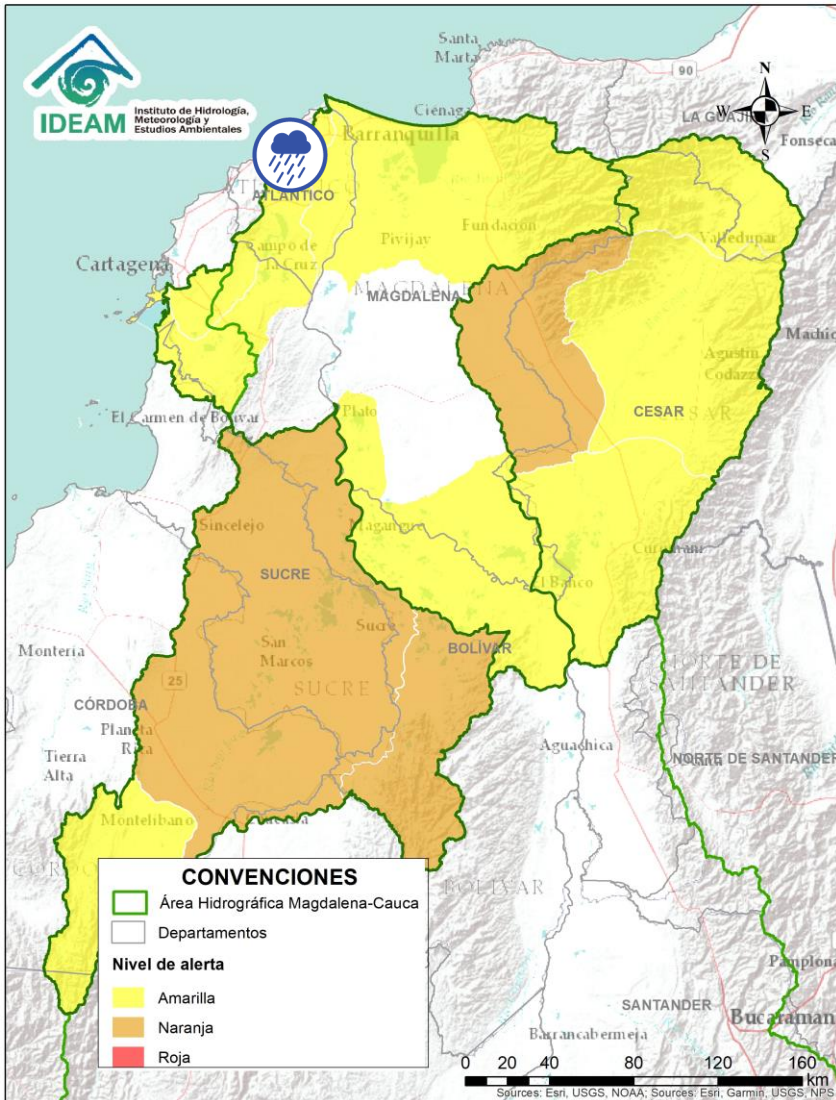 IDEAM
Instituto de Hidrología,
Meteorología y
Estudios Ambientales
Santa
Marta
90
N
W
E
S
LA GUAJIR
Ciénaga
Fonseca
Barranquilla
ATLÁNTICO
Fundación
Valledupar
Pivijay
Campo de
la Cruz
Cartagena
MAGDALENA
Agustín
Codazzi
El Carmen de Bolívar
Plato
CESAR
Sincelejo
Magangué
SUCRE
El Banco
Sucre
San
Marcos
BOLÍVAR
SUCRE
Montería
25
NORTE DE
SANTANDER
CÓRDOBA
Planeta
Rica
Tierra
Alta
Aguachica
NORTE DE SANTANDER
Montelíbano
BOLÍVAR
CONVENCIONES
Área Hidrográfica Magdalena-Cauca
Departamentos
Nivel de alerta
Amarilla
Naranja
Roja
Pamplona
SANTANDER
Bucaraman
Barrancabermeja
0 20 40 80 120 160
km
Sources: Esri, USGS, NOAA; Sources: Esri, Garmin, USGS, NPS